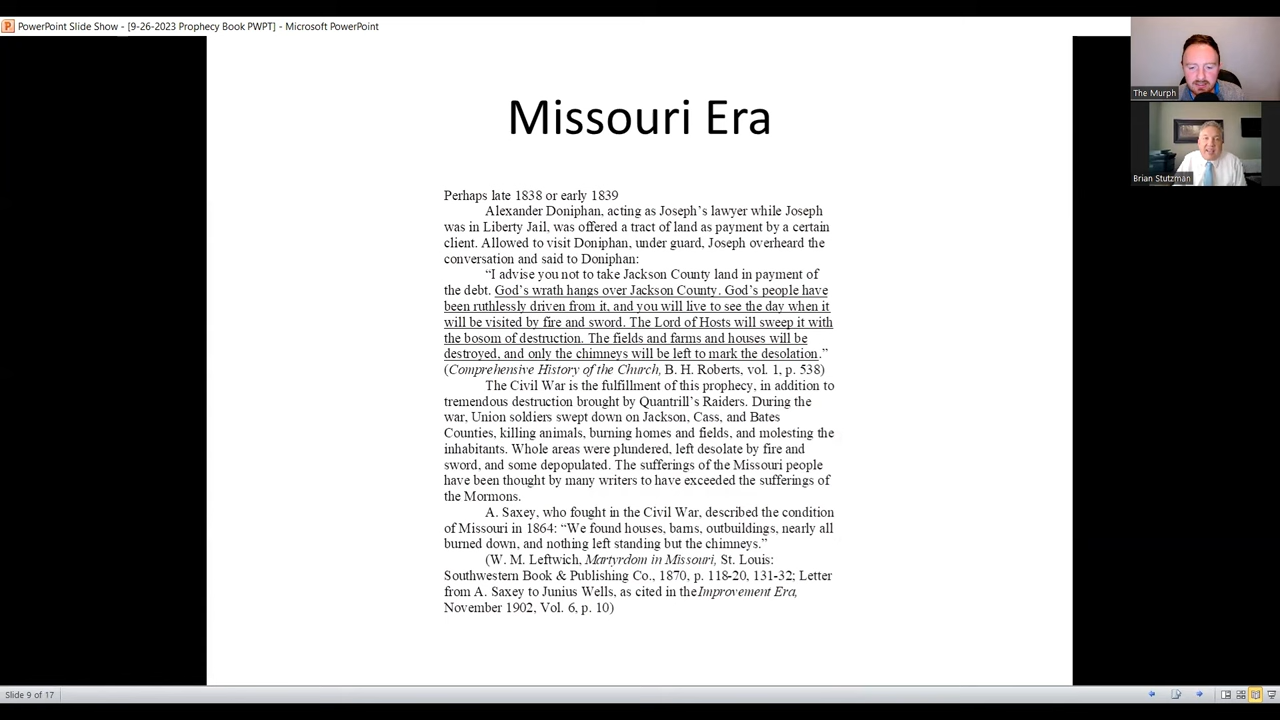 PowerPoint Slide Show - [9-26-2023 Prophecy Book PWPT] - Microsoft PowerPoint
The Murph
Brian Stutzman
Missouri Era
Perhaps late 1838 or early 1839
Alexander Doniphan, acting as Joseph’s lawyer while Joseph
was in Liberty Jail, was offered a tract of land as payment by a certain
client. Allowed to visit Doniphan, under guard, Joseph overheard the
conversation and said to Doniphan:
“I advise you not to take Jackson County land in payment of
the debt. God’s wrath hangs over Jackson County. God’s people have
been ruthlessly driven from it, and you will live to see the day when it
will be visited by fire and sword. The Lord of Hosts will sweep it with
the bosom of destruction. The fields and farms and houses will be
destroyed, and only the chimneys will be left to mark the desolation.”
(Comprehensive History of the Church, B. H. Roberts, vol. 1, p. 538)
The Civil War is the fulfillment of this prophecy, in addition to
tremendous destruction brought by Quantrill’s Raiders. During the
war, Union soldiers swept down on Jackson, Cass, and Bates
Counties, killing animals, burning homes and fields, and molesting the
inhabitants. Whole areas were plundered, left desolate by fire and
sword, and some depopulated. The sufferings of the Missouri people
have been thought by many writers to have exceeded the sufferings of
the Mormons.
A. Saxey, who fought in the Civil War, described the condition
of Missouri in 1864: “We found houses, barns, outbuildings, nearly all
burned down, and nothing left standing but the chimneys.”
(W. M. Leftwich, Martyrdom in Missouri, St. Louis:
Southwestern Book & Publishing Co., 1870, p. 118-20, 131-32; Letter
from A. Saxey to Junius Wells, as cited in the Improvement Era,
November 1902, Vol. 6, p. 10)
Slide 9 of 17